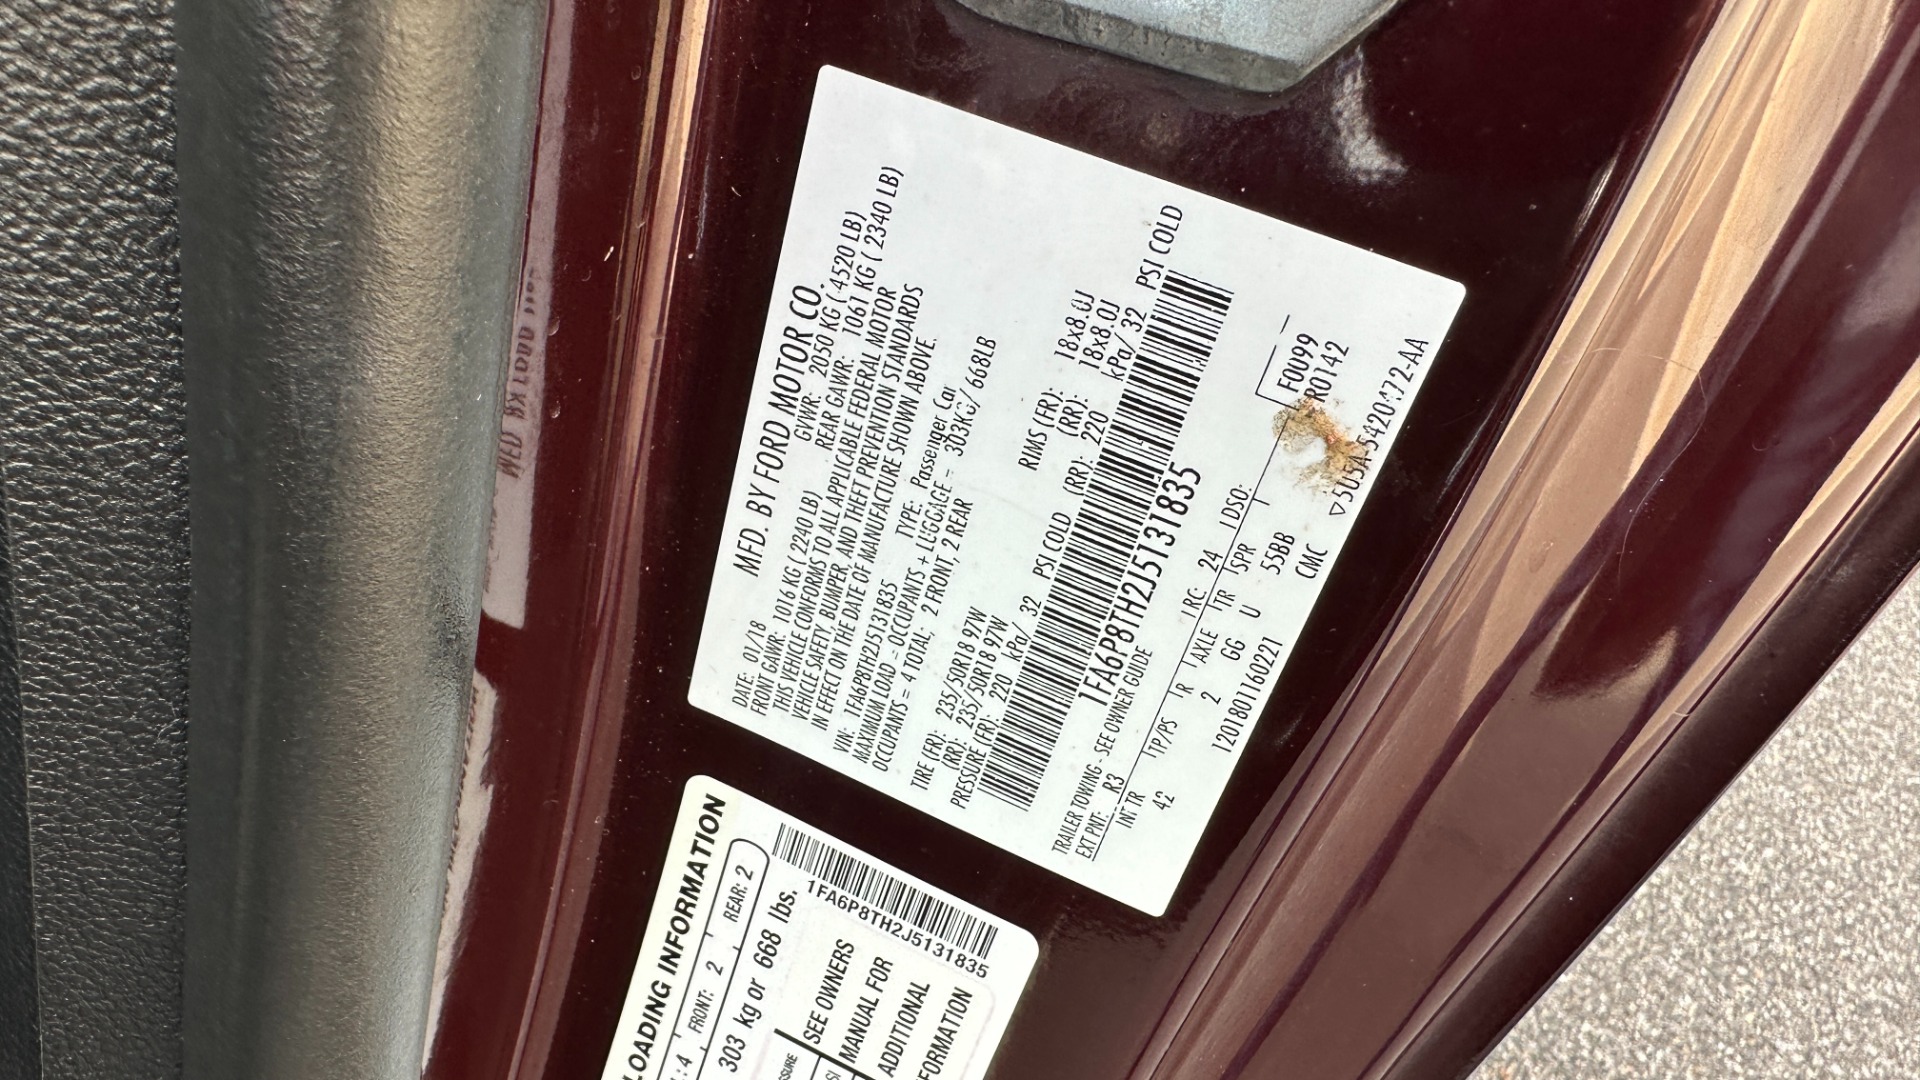 MFD. BY FORD MOTOR CO.
DATE: 01/18 GVWR: 2050 KG ( 4520 LB)
FRONT GAWR: 1016 KG ( 2240 LB) REAR GAWR: 1061 KG ( 2340 LB)
THIS VEHICLE CONFORMS TO ALL APPLICABLE FEDERAL MOTOR
VEHICLE SAFETY, BUMPER, AND THEFT PREVENTION STANDARDS
IN EFFECT ON THE DATE OF MANUFACTURE SHOWN ABOVE.
VIN: 1FA6P8TH2J5131835 TYPE: Passenger Car
MAXIMUM LOAD = OCCUPANTS + LUGGAGE = 303KG/ 668LB
OCCUPANTS = 4 TOTAL; 2 FRONT, 2 REAR
TIRE (FR): 235/50R18 97W RIMS (FR): 18x8.0J
(RR): 235/50R18 97W (RR): 18x8.0J
PRESSURE (FR): 220 kPa/ 32 PSI COLD (RR): 220 kPa/ 32 PSI COLD
1FA6P8TH2J5131835
TRAILER TOWING - SEE OWNER GUIDE
EXT PNT: R3 RC: 24 DSO: F0099
INT TR TP/PS R AXLE TR SPR R0142
42 2 GG U 55BB
1201801160221 CMC
LOADING INFORMATION
: 4 FRONT: 2 REAR: 2
303 kg or 668 lbs.
1FA6P8TH2J5131835
SEE OWNERS
MANUAL FOR
ADDITIONAL